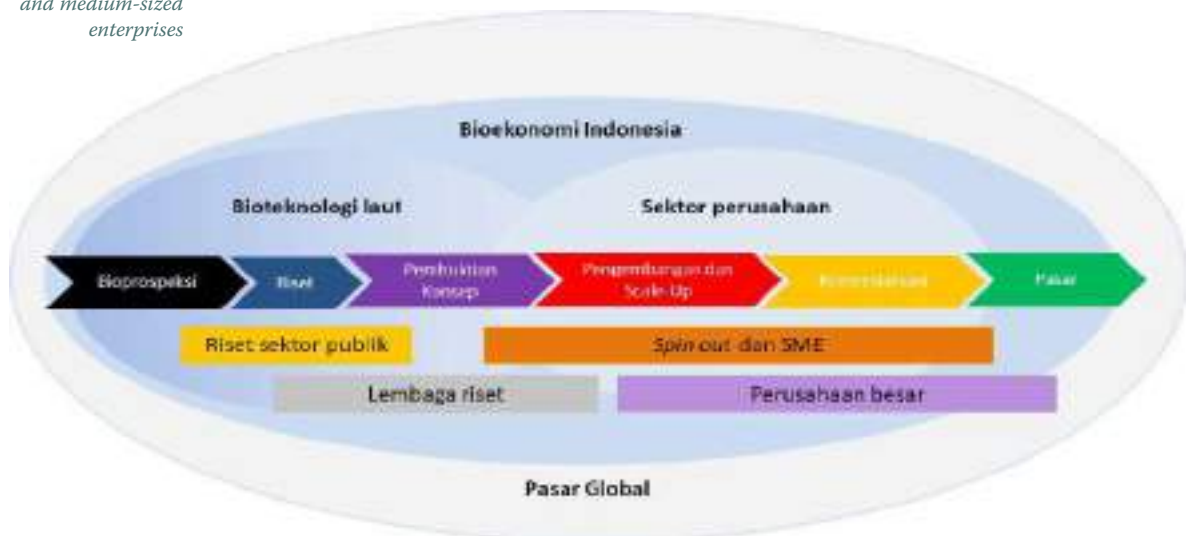 and medium-sized
enterprises
Bioekonomi Indonesia
Bioteknologi laut
Sektor perusahaan
Bioprospeksi
Riset
Pembuktian
Konsep
Pengembangan dan
Scale-Up
Pasar
Riset sektor publik
Spin out dan SME
Lembaga riset
Perusahaan besar
Pasar Global